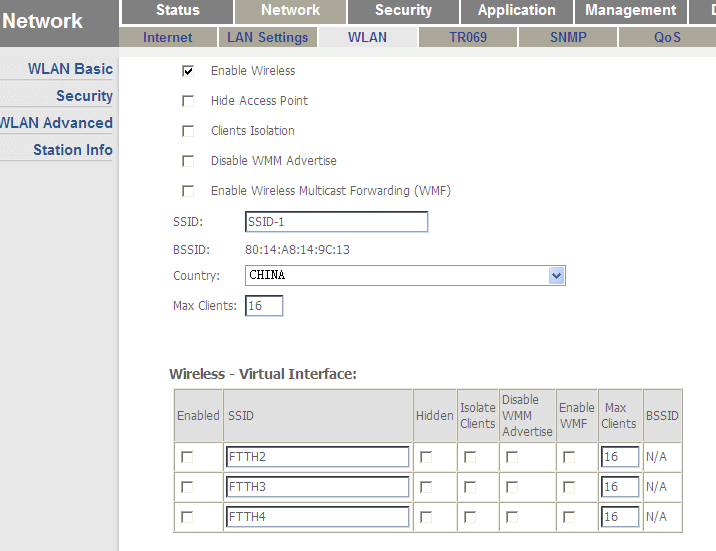 Network
Status Network Security Application Management D
Internet LAN Settings WLAN TR069 SNMP QoS
WLAN Basic
Security
WLAN Advanced
Station Info
Enable Wireless
Hide Access Point
Clients Isolation
Disable WMM Advertise
Enable Wireless Multicast Forwarding (WMF)
SSID: SSID-1
BSSID: 80:14:A8:14:9C:13
Country: CHINA
Max Clients: 16
Wireless - Virtual Interface:
Enabled SSID Hidden Isolate Clients Disable WMM Advertise Enable WMF Max Clients BSSID
FTTH2 16 N/A
FTTH3 16 N/A
FTTH4 16 N/A